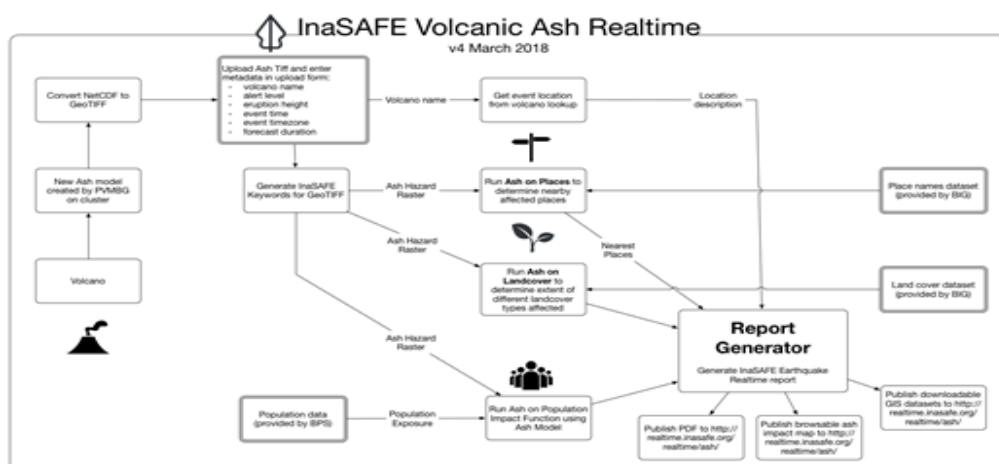 InaSAFE Volcanic Ash Realtime
v4 March 2018
Upload Ash Tiff and enter
metadata in upload form:
- volcano name
- alert level
- eruption height
- event time
- event timezone
- forecast duration
Convert NetCDF to
GeoTIFF
Volcano name
Get event location
from volcano lookup
Location
description
New Ash model
created by PVMBG
on cluster
Generate InaSAFE
Keywords for GeoTIFF
Ash Hazard
Raster
Run Ash on Places to
determine nearby
affected places
Place names dataset
(provided by BIG)
Ash Hazard
Raster
Nearest
Places
Volcano
Run Ash on
Landcover to
determine extent of
different landcover
types affected
Land cover dataset
(provided by BIG)
Ash Hazard
Raster
Report
Generator
Generate InaSAFE Earthquake
Realtime report
Population data
(provided by BPS)
Population
Exposure
Run Ash on Population
Impact Function using
Ash Model
Publish PDF to http://
realtime.inasafe.org/
realtime/ash/
Publish browsable ash
impact map to http://
realtime.inasafe.org/
realtime/ash/
Publish downloadable
GIS datasets to http://
realtime.inasafe.org/
realtime/ash/